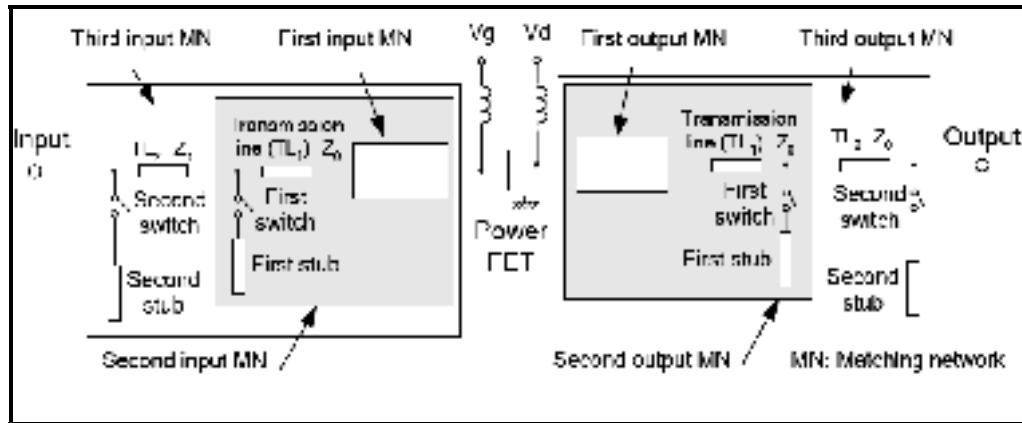 Third input MN
First input MN
Vg Vd
First output MN
Third output MN
Input
Transmission
line (TL1) Z0
TL
Second
switch
First
switch
First stub
Second
stub
Second input MN
Power
FET
Transmission
line (TL1) Z0
First
switch
First stub
TL2 Z0
Second
switch
Second
stub
Output
Second output MN
MN: Matching network